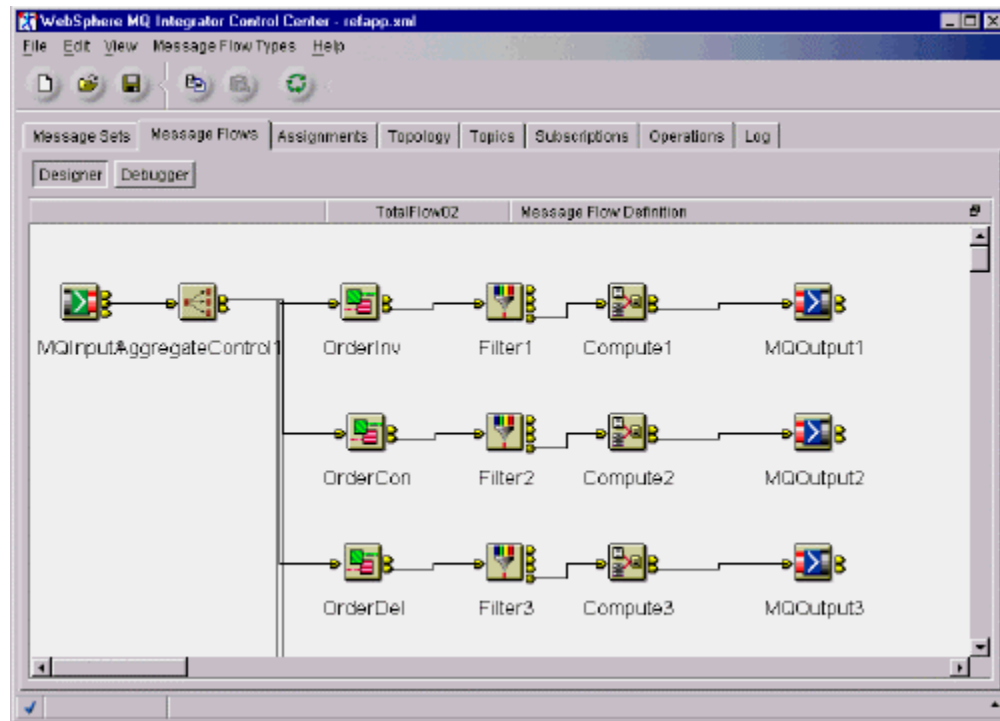 WebSphere MQ Integrator Control Center - refapp.xml
File Edit View Message Flow Types Help
Message Sets Message Flows Assignments Topology Topics Subscriptions Operations Log
Designer Debugger
TotalFlow02 Message Flow Definition
MQInput AggregateControl1 OrderInv Filter1 Compute1 MQOutput1
OrderCon Filter2 Compute2 MQOutput2
OrderDel Filter3 Compute3 MQOutput3